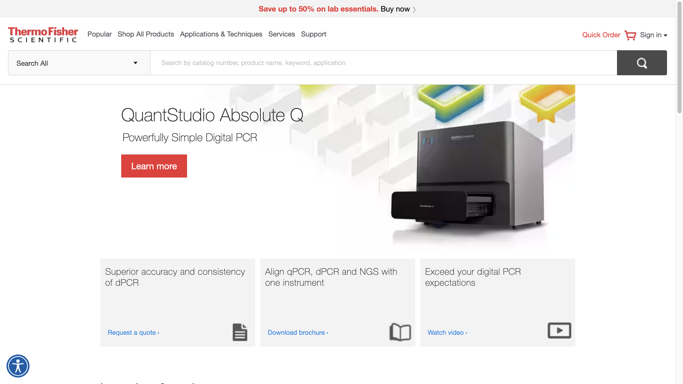 Save up to 50% on lab essentials. Buy now
ThermoFisher
SCIENTIFIC
Popular Shop All Products Applications & Techniques Services Support
Quick Order Sign in
Search All
Search by catalog number, product name, keyword, application
QuantStudio Absolute Q
Powerfully Simple Digital PCR
Learn more
Superior accuracy and consistency
of dPCR
Request a quote ›
Align qPCR, dPCR and NGS with
one instrument
Download brochure ›
Exceed your digital PCR
expectations
Watch video ›